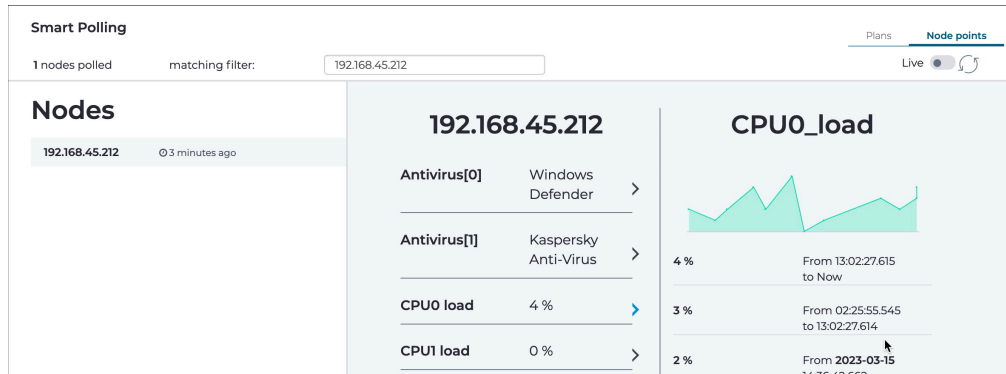 Smart Polling
Plans
Node points
1 nodes polled
matching filter:
192.168.45.212
Live
Nodes
192.168.45.212
3 minutes ago
192.168.45.212
Antivirus[0]
Windows
Defender
Antivirus[1]
Kaspersky
Anti-Virus
CPU0 load
4 %
CPU1 load
0 %
CPU0_load
4 %
From 13:02:27.615
to Now
3 %
From 02:25:55.545
to 13:02:27.614
2 %
From 2023-03-15